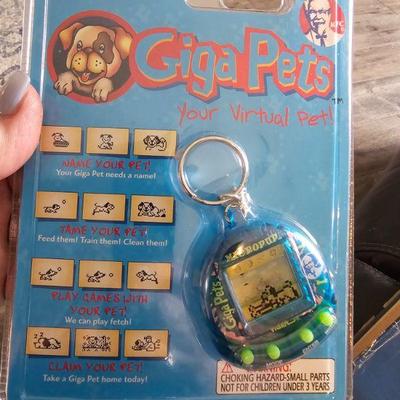 KFC
Giga Pets
TM
Your Virtual Pet!
NAME YOUR PET!
Your Giga Pet needs a name!
TAME YOUR PET!
Feed them! Train them! Clean them!
PLAY GAMES WITH
YOUR PET!
We can play fetch!
CLAIM YOUR PET!
Take a Giga Pet home today!
MICROPUP
Giga Pets
WARNING:
CHOKING HAZARD-SMALL PARTS
NOT FOR CHILDREN UNDER 3 YEARS